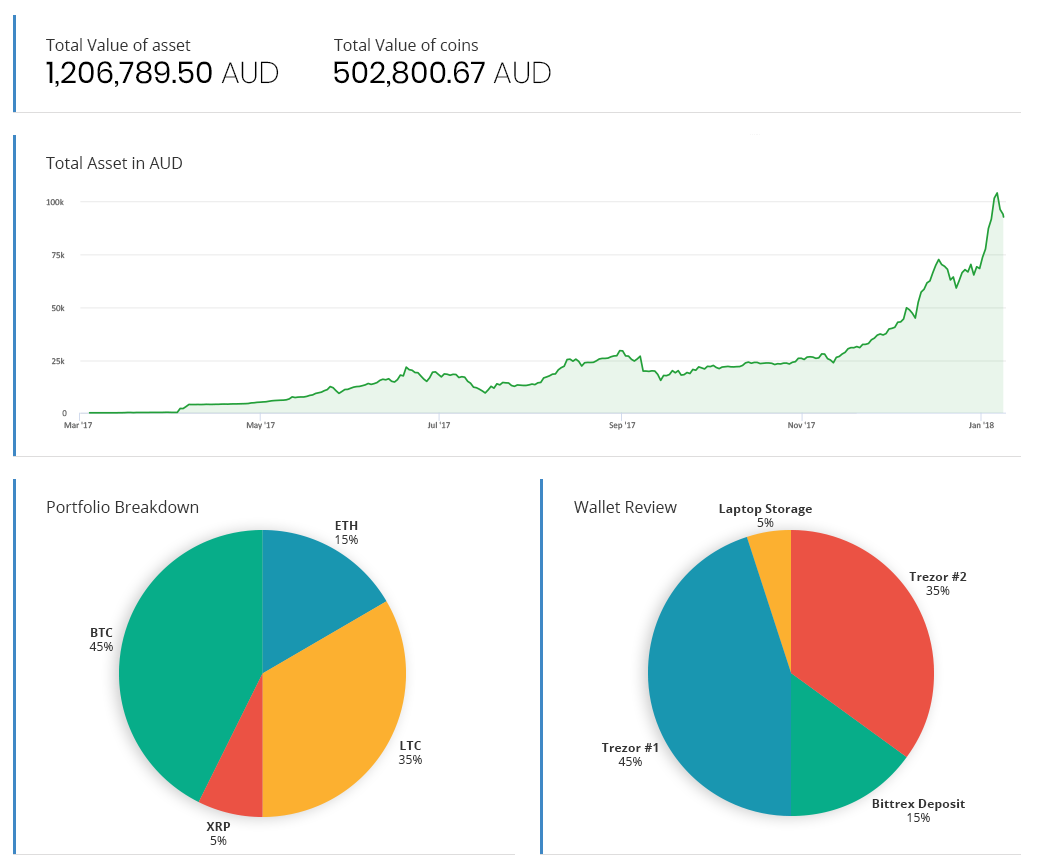 Total Value of asset
1,206,789.50 AUD
Total Value of coins
502,800.67 AUD
Total Asset in AUD
100k
75k
50k
25k
0
Mar '17
May '17
Jul '17
Sep '17
Nov '17
Jan '18
Portfolio Breakdown
ETH
15%
BTC
45%
LTC
35%
XRP
5%
Wallet Review
Laptop Storage
5%
Trezor #2
35%
Trezor #1
45%
Bittrex Deposit
15%